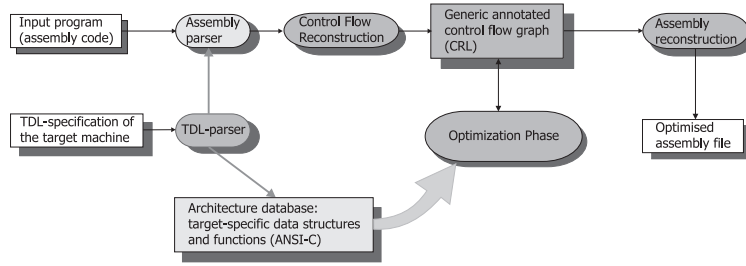 Input program
(assembly code)
Assembly
parser
Control Flow
Reconstruction
Generic annotated
control flow graph
(CRL)
Assembly
reconstruction
TDL-specification of
the target machine
TDL-parser
Optimization Phase
Optimised
assembly file
Architecture database:
target-specific data structures
and functions (ANSI-C)